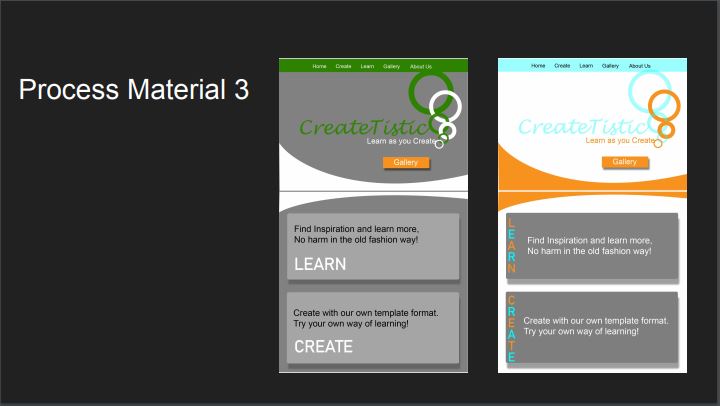 Process Material 3
Home Create Learn Gallery About Us
CreateTistic
Learn as you Create
Gallery
Find Inspiration and learn more,
No harm in the old fashion way!
LEARN
Create with our own template format.
Try your own way of learning!
CREATE
Home Create Learn Gallery About Us
CreateTistic
Learn as you Create
Gallery
LEARN
Find Inspiration and learn more,
No harm in the old fashion way!
CREATE
Create with our own template format.
Try your own way of learning!